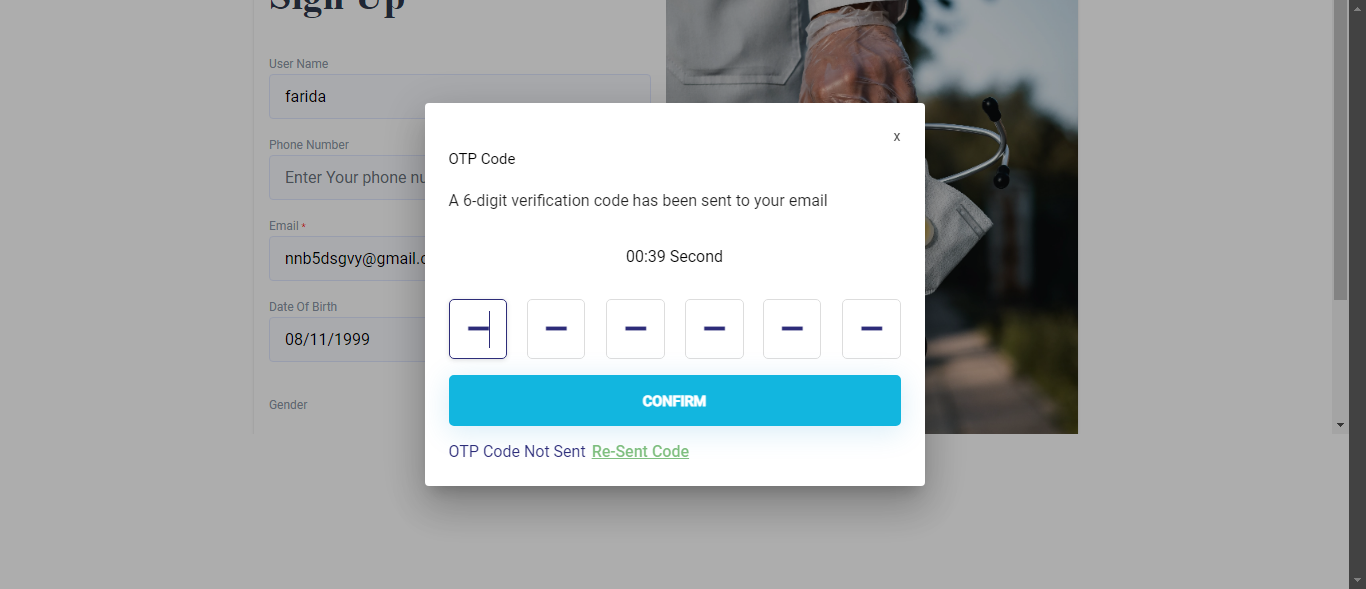 Sign Up
User Name
farida
Phone Number
Enter Your phone nu
Email *
nnb5dsgvy@gmail.c
Date Of Birth
08/11/1999
Gender
x
OTP Code
A 6-digit verification code has been sent to your email
00:39 Second
CONFIRM
OTP Code Not Sent Re-Sent Code